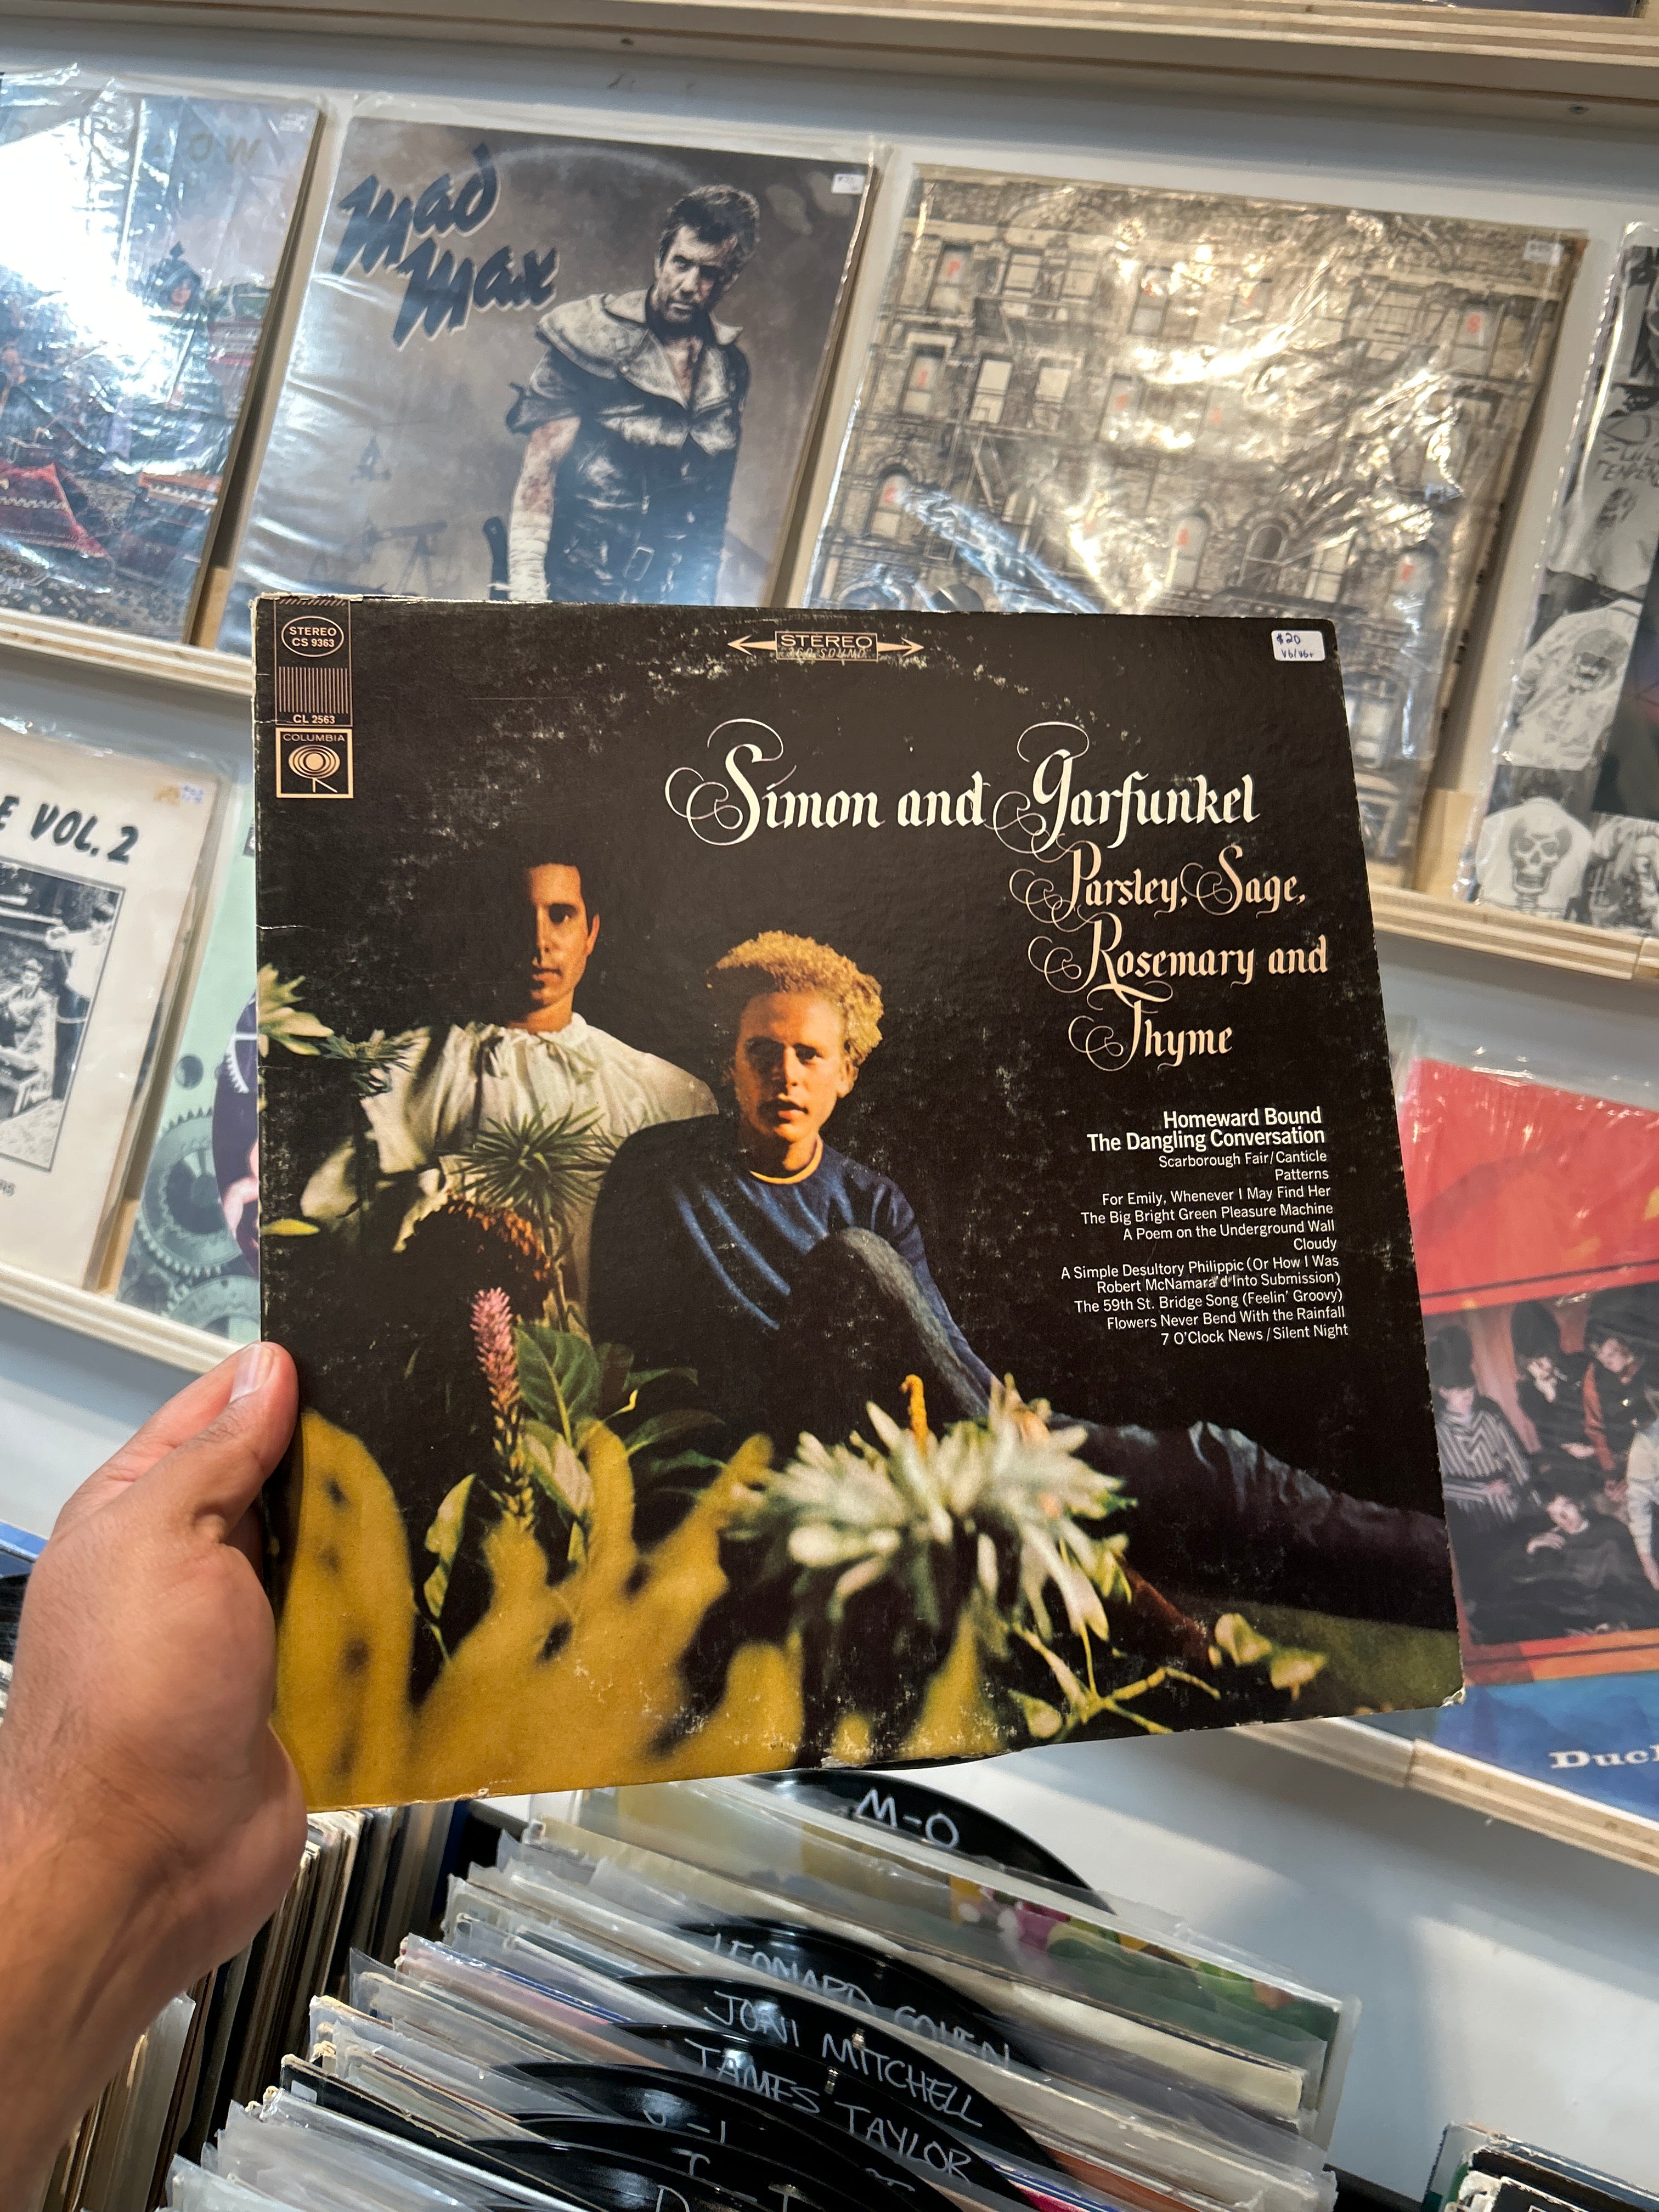 Mad
Max
STEREO
CS 9363
CL 2563
COLUMBIA
STEREO
360 SOUND
$20
Simon and Garfunkel
Parsley, Sage,
Rosemary and
Thyme
Homeward Bound
The Dangling Conversation
Scarborough Fair/Canticle
Patterns
For Emily, Whenever I May Find Her
The Big Bright Green Pleasure Machine
A Poem on the Underground Wall
Cloudy
A Simple Desultory Philippic (Or How I Was
Robert McNamara'd Into Submission)
The 59th St. Bridge Song (Feelin' Groovy)
Flowers Never Bend With the Rainfall
7 O'Clock News / Silent Night
VOL. 2
M-O
LEONARD COHEN
JONI MITCHELL
JAMES TAYLOR